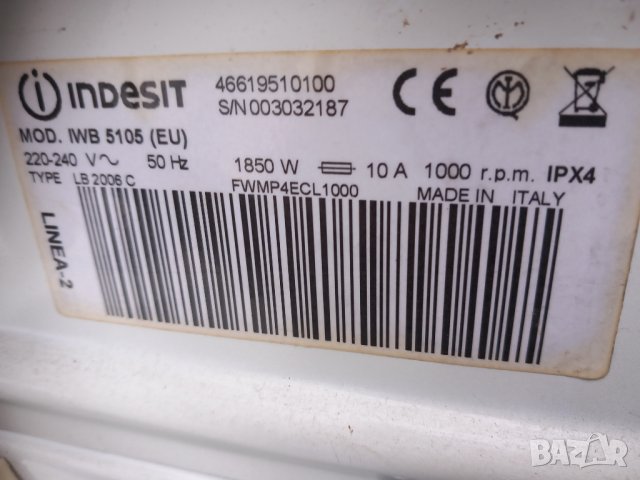 INDESIT 46619510100
S/N 003032187
MOD. IWB 5105 (EU)
220-240 V~ 50 Hz 1850 W 10 A 1000 r.p.m. IPX4
TYPE LB 2006 C FWMP4ECL1000 MADE IN ITALY
LINEA-2
CE
BAZAR